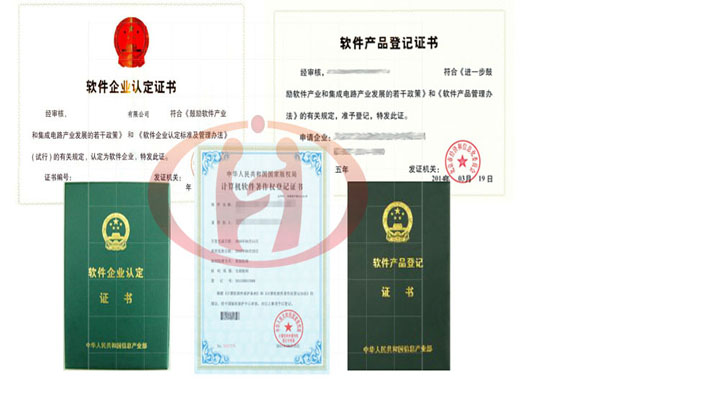 软件企业认定证书
经审核，
有限公司
符合《鼓励软件产业
和集成电路产业发展的若干政策》和《软件企业认定标准及管理办法》
(试行)的有关规定，认定为软件企业，特发此证。
证书编号：
发证机关：
年
软件产品登记证书
经审核，
符合《进一步鼓
励软件产业和集成电路产业发展的若干政策》和《软件产品管理办
法》的有关规定，准予登记，特发此证。
申请企业：
五年
发证机关：
2014年 03月 19日
软件企业认定
证书
中华人民共和国信息产业部
中华人民共和国国家版权局
计算机软件著作权登记证书
软件产品登记
证书
中华人民共和国信息产业部